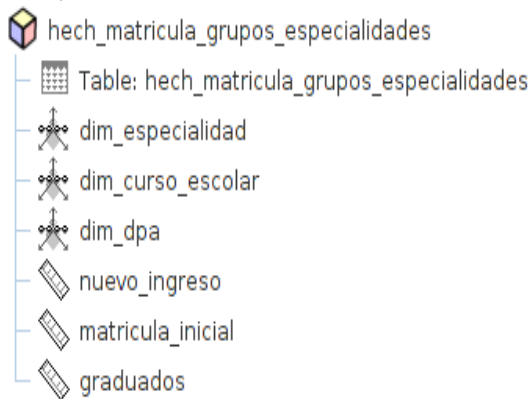 hech_matricula_grupos_especialidades
Table: hech_matricula_grupos_especialidades
dim_especialidad
dim_curso_escolar
dim_dpa
nuevo_ingreso
matricula_inicial
graduados